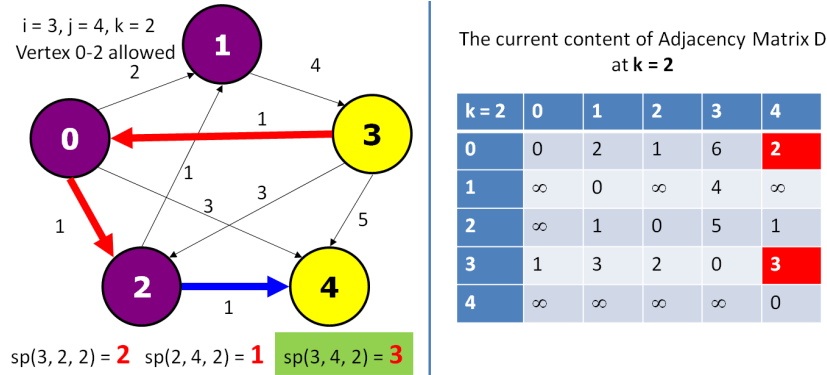 i = 3, j = 4, k = 2
Vertex 0-2 allowed
1
2
4
0
1
3
1
3
3
1
5
2
1
4
sp(3, 2, 2) = 2 sp(2, 4, 2) = 1 sp(3, 4, 2) = 3
The current content of Adjacency Matrix D
at k = 2
k = 2 0 1 2 3 4
0 0 2 1 6 2
1 ∞ 0 ∞ 4 ∞
2 ∞ 1 0 5 1
3 1 3 2 0 3
4 ∞ ∞ ∞ ∞ 0